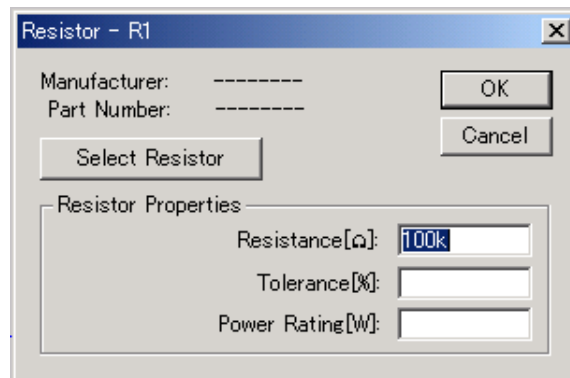 Resistor - R1
Manufacturer: --------
Part Number: --------
OK
Cancel
Select Resistor
Resistor Properties
Resistance[Ω]: 100k
Tolerance[%]:
Power Rating[W]: